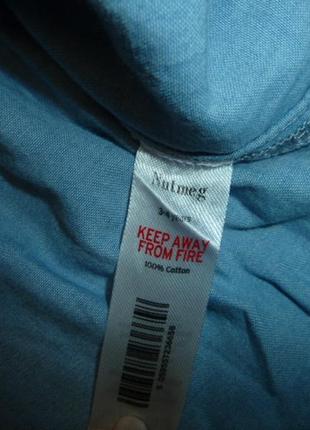 Nutmeg
3-4 years
KEEP AWAY
FROM FIRE
100% Cotton